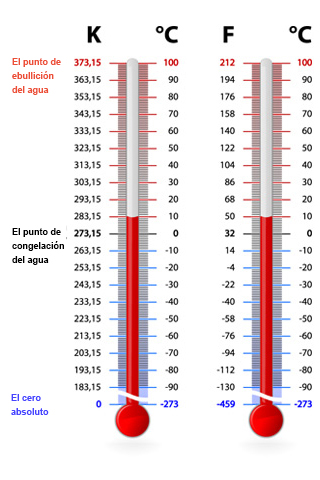 K °C F °C
El punto de ebullición del agua
373,15 100 212 100
363,15 90 194 90
353,15 80 176 80
343,15 70 158 70
333,15 60 140 60
323,15 50 122 50
313,15 40 104 40
303,15 30 86 30
293,15 20 68 20
283,15 10 50 10
El punto de congelación del agua
273,15 0 32 0
263,15 -10 14 -10
253,15 -20 -4 -20
243,15 -30 -22 -30
233,15 -40 -40 -40
223,15 -50 -58 -50
213,15 -60 -76 -60
203,15 -70 -94 -70
193,15 -80 -112 -80
183,15 -90 -130 -90
El cero absoluto
0 -273 -459 -273